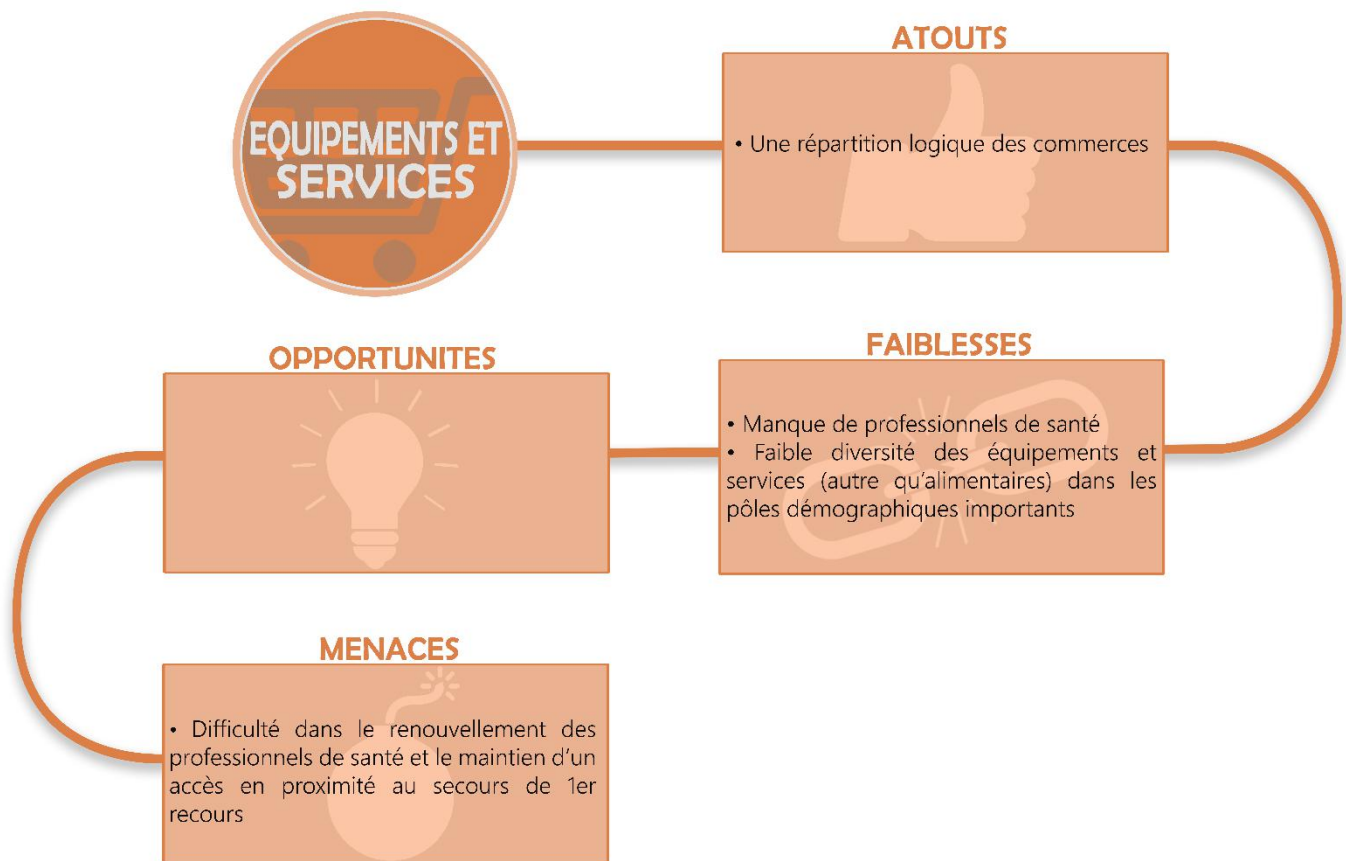 EQUIPEMENTS ET
SERVICES
ATOUTS
• Une répartition logique des commerces
FAIBLESSES
• Manque de professionnels de santé
• Faible diversité des équipements et
services (autre qu’alimentaires) dans les
pôles démographiques importants
OPPORTUNITES
MENACES
• Difficulté dans le renouvellement des
professionnels de santé et le maintien d’un
accès en proximité au secours de 1er
recours